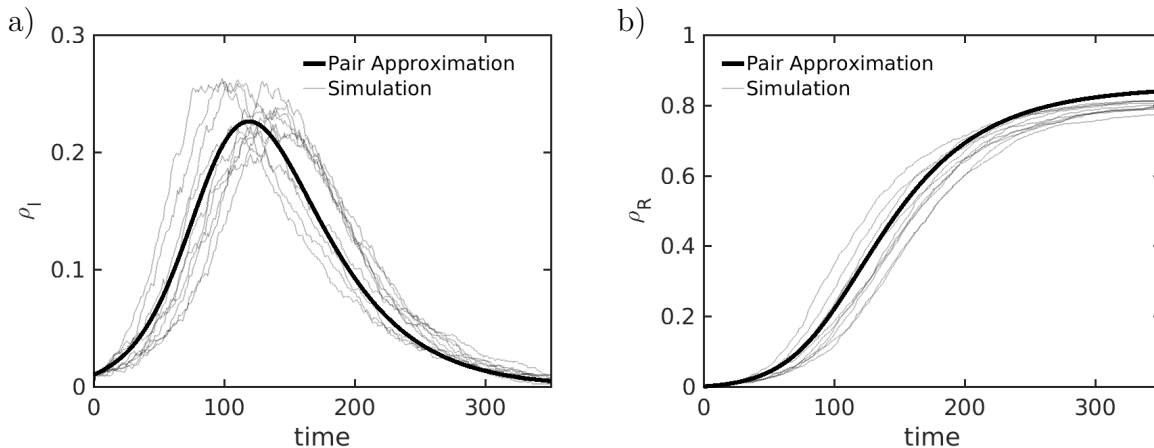 a)
0.3
Pair Approximation
Simulation
0.2
ρI
0.1
0
0 100 200 300
time
b)
1
Pair Approximation
Simulation
0.8
0.6
ρR
0.4
0.2
0
0 100 200 300
time